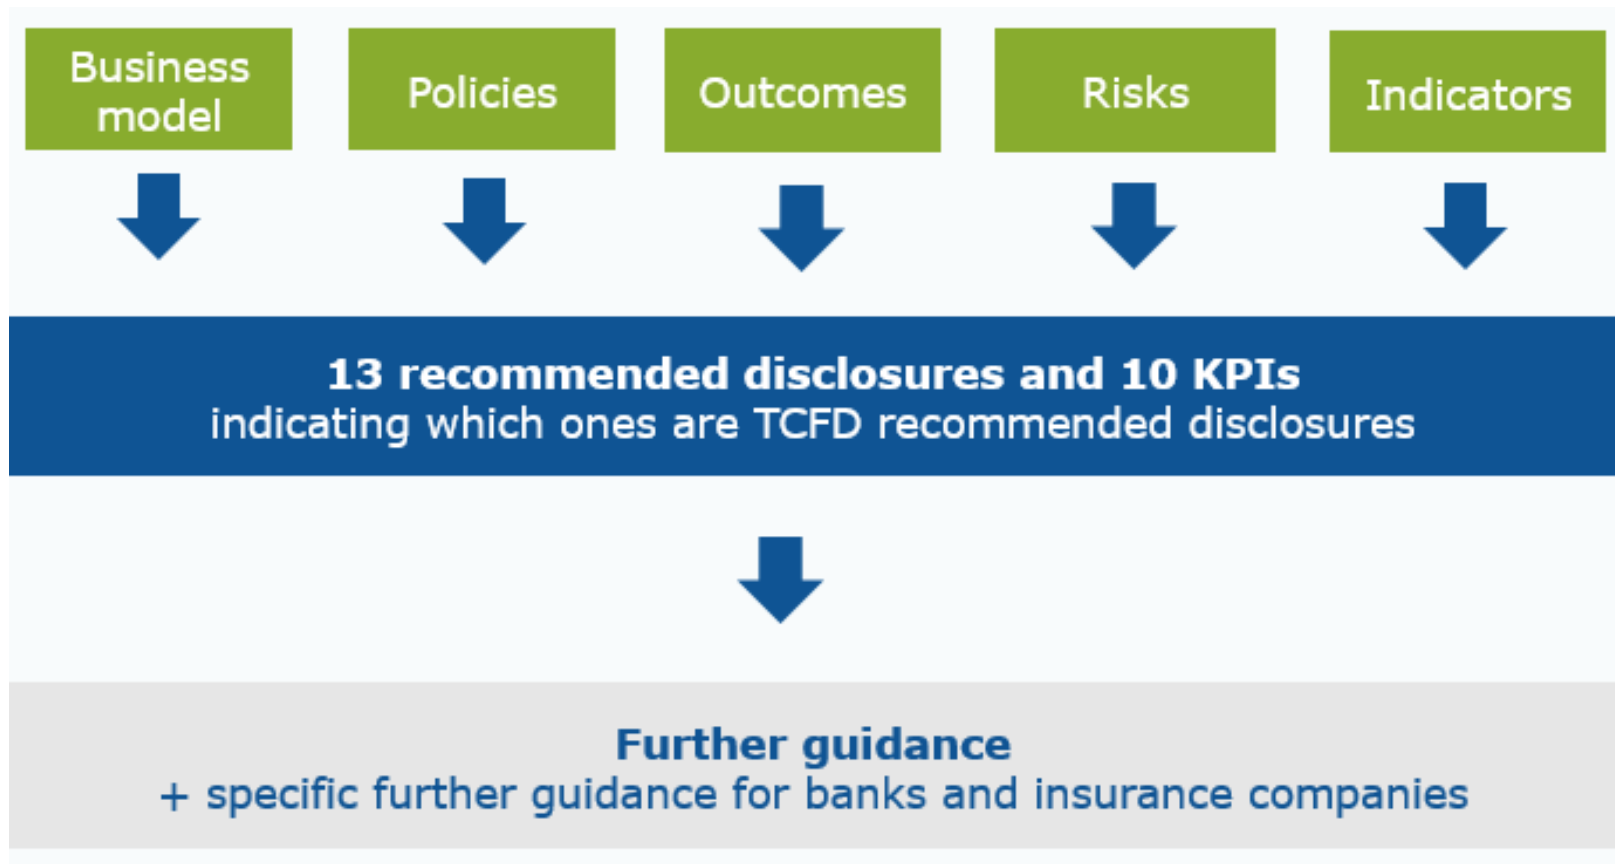 Business
model
Policies
Outcomes
Risks
Indicators
13 recommended disclosures and 10 KPIs
indicating which ones are TCFD recommended disclosures
Further guidance
+ specific further guidance for banks and insurance companies